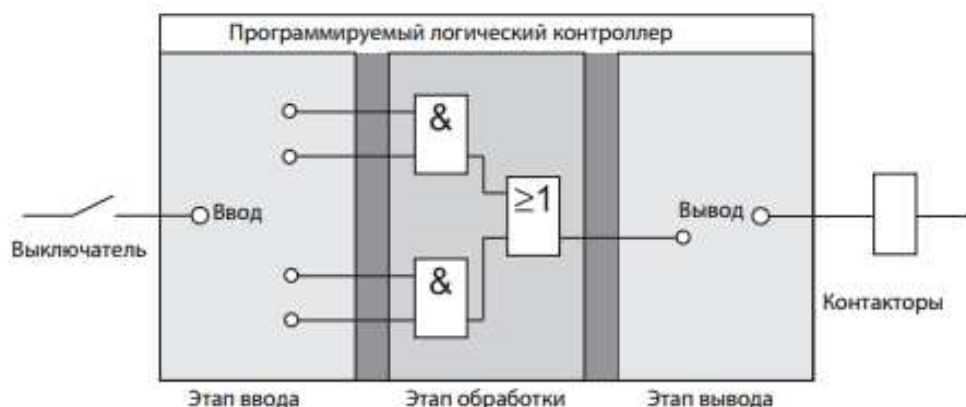 Программируемый логический контроллер
&
≥1
Ввод
Вывод
Выключатель
&
Контакторы
Этап ввода
Этап обработки
Этап вывода